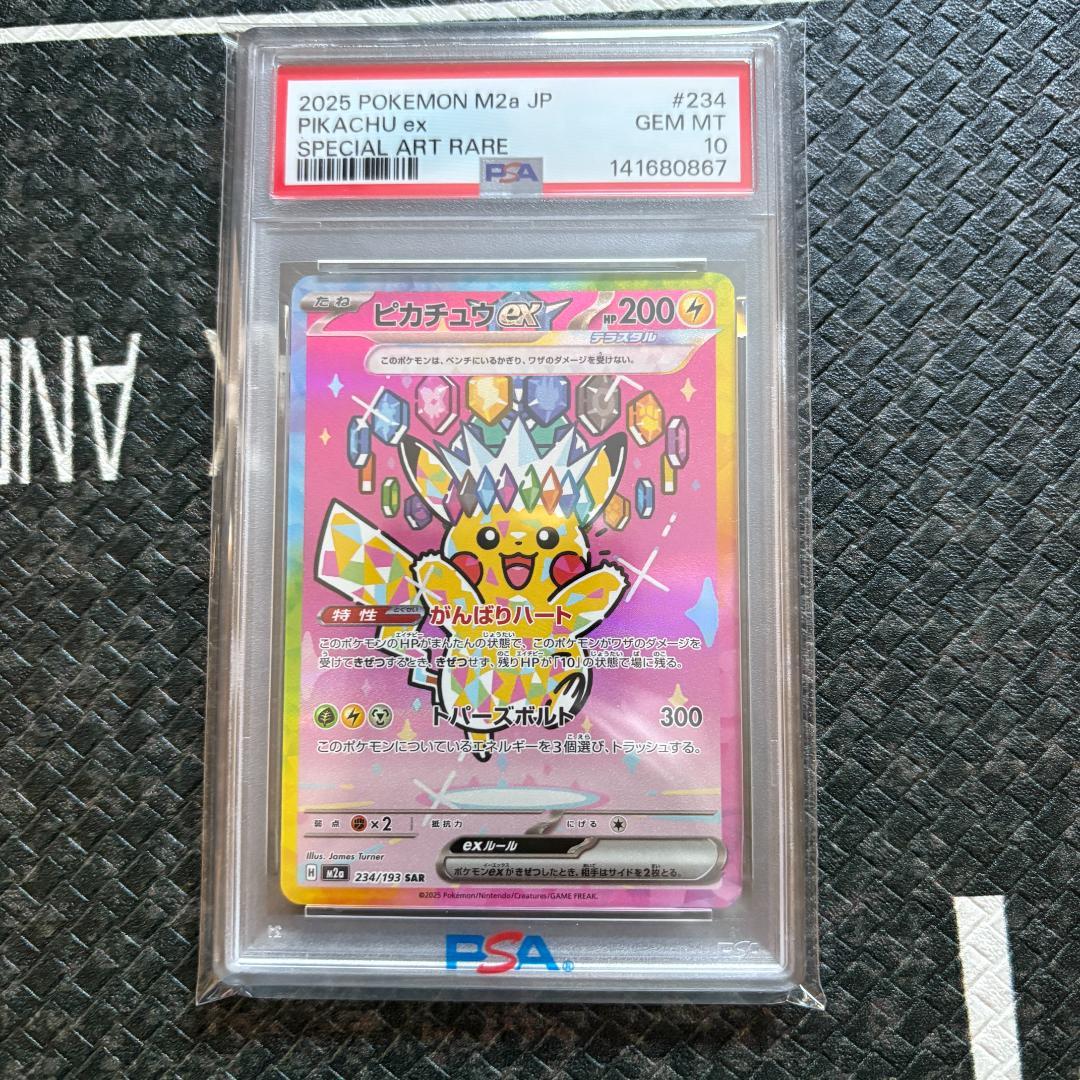 2025 POKEMON M2a JP #234
PIKACHU ex GEM MT
SPECIAL ART RARE 10
PSA 141680867
たね ピカチュウex HP200
テラスタル
このポケモンは、ベンチにいるかぎり、ワザのダメージを受けない。
特性 とくせい がんばりハート
このポケモンのHPがまんたんの状態で、このポケモンがワザのダメージを
受けてきぜつするとき、きぜつせず、残りHPが「10」の状態で場に残る。
トパーズボルト 300
このポケモンについているエネルギーを3個選び、トラッシュする。
弱点 ×2 抵抗力 にげる
exルール
ポケモンexがきぜつしたとき、相手はサイドを2枚とる。
Illus. James Turner
H M2a 234/193 SAR
©2025 Pokémon/Nintendo/Creatures/GAME FREAK.
PSA®
PSA
AND